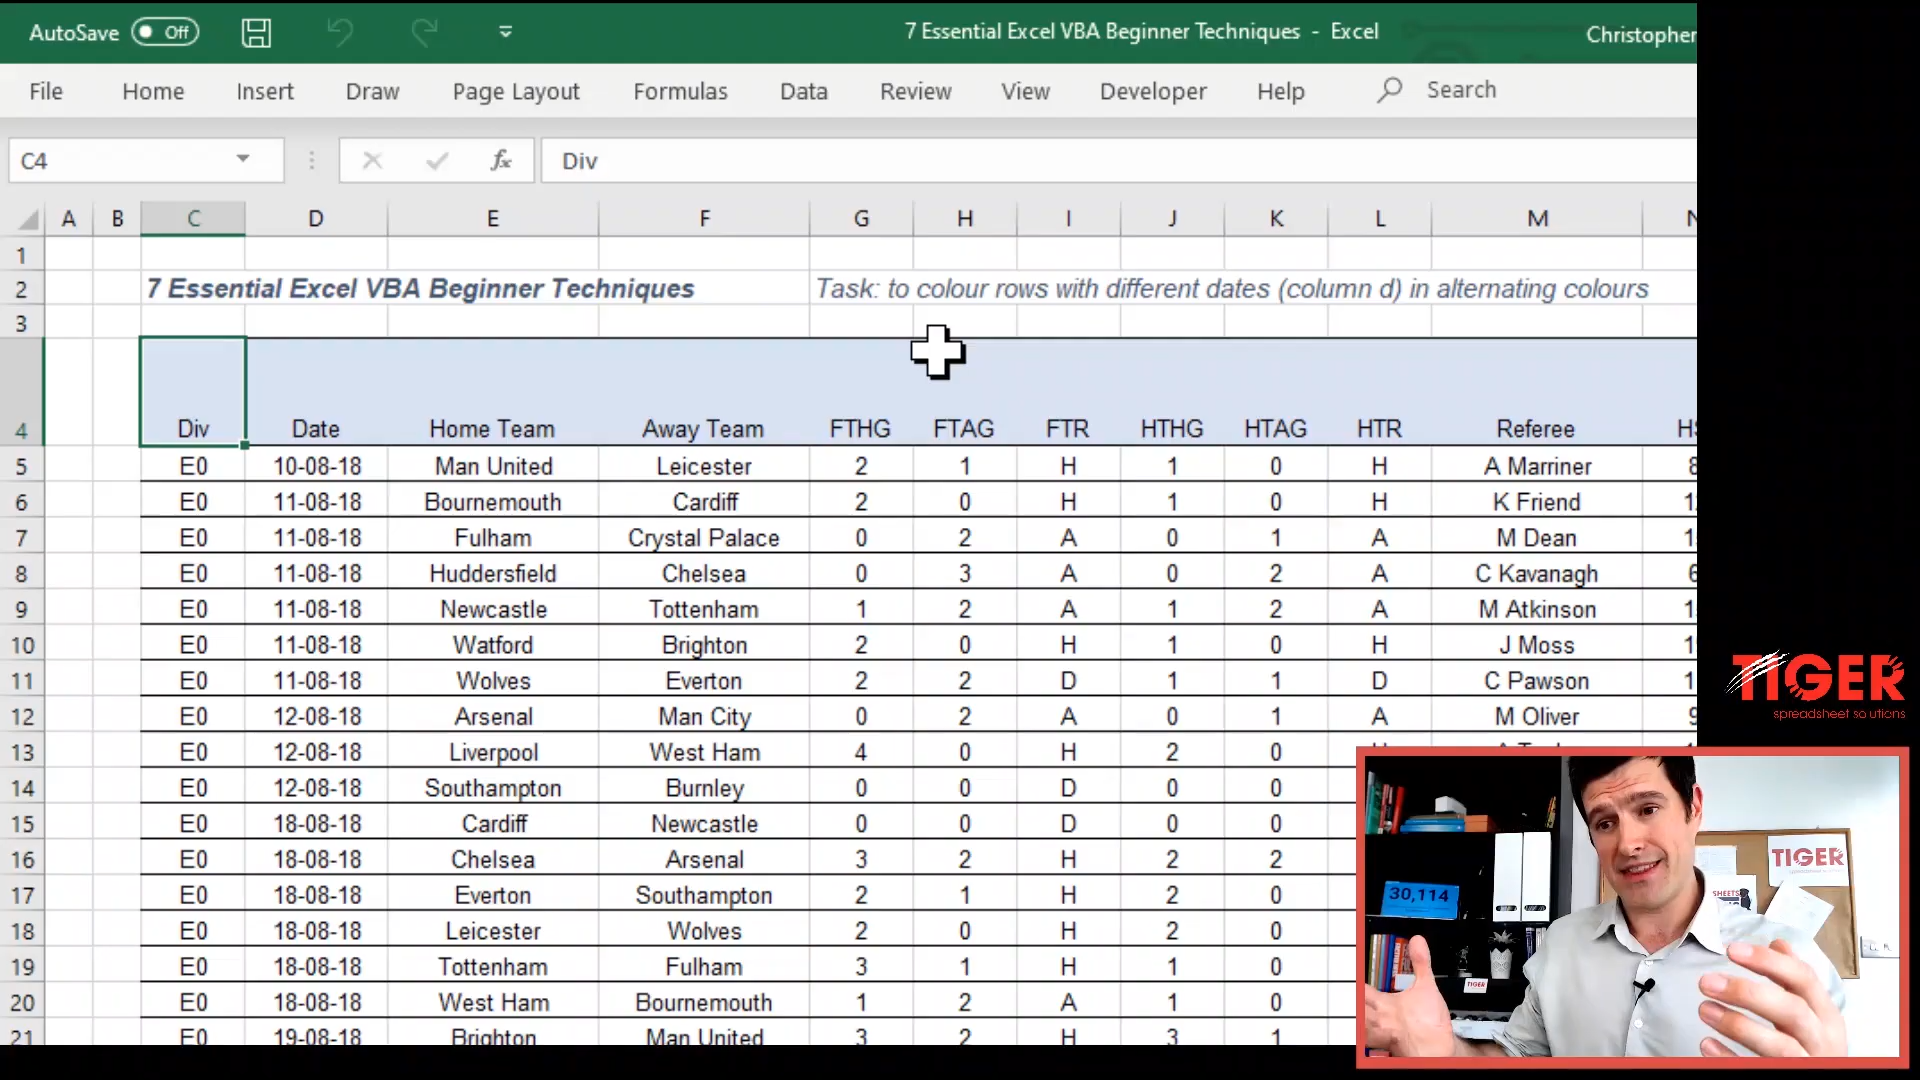 AutoSave Off 7 Essential Excel VBA Beginner Techniques - Excel Christopher
File Home Insert Draw Page Layout Formulas Data Review View Developer Help Search
C4 fx Div
A B C D E F G H I J K L M N
1
2 7 Essential Excel VBA Beginner Techniques Task: to colour rows with different dates (column d) in alternating colours
3
4 Div Date Home Team Away Team FTHG FTAG FTR HTHG HTAG HTR Referee
5 E0 10-08-18 Man United Leicester 2 1 H 1 0 H A Marriner
6 E0 11-08-18 Bournemouth Cardiff 2 0 H 1 0 H K Friend
7 E0 11-08-18 Fulham Crystal Palace 0 2 A 0 1 A M Dean
8 E0 11-08-18 Huddersfield Chelsea 0 3 A 0 2 A C Kavanagh
9 E0 11-08-18 Newcastle Tottenham 1 2 A 1 2 A M Atkinson
10 E0 11-08-18 Watford Brighton 2 0 H 1 0 H J Moss
11 E0 11-08-18 Wolves Everton 2 2 D 1 1 D C Pawson
12 E0 12-08-18 Arsenal Man City 0 2 A 0 1 A M Oliver
13 E0 12-08-18 Liverpool West Ham 4 0 H 2 0
14 E0 12-08-18 Southampton Burnley 0 0 D 0 0
15 E0 18-08-18 Cardiff Newcastle 0 0 D 0 0
16 E0 18-08-18 Chelsea Arsenal 3 2 H 2 2
17 E0 18-08-18 Everton Southampton 2 1 H 2 0
18 E0 18-08-18 Leicester Wolves 2 0 H 2 0
19 E0 18-08-18 Tottenham Fulham 3 1 H 1 0
20 E0 18-08-18 West Ham Bournemouth 1 2 A 1 0
21 E0 19-08-18 Brighton Man United 3 2 H 3 1
TIGER
spreadsheet solutions
TIGER
SHEETS
30,114
TIGER